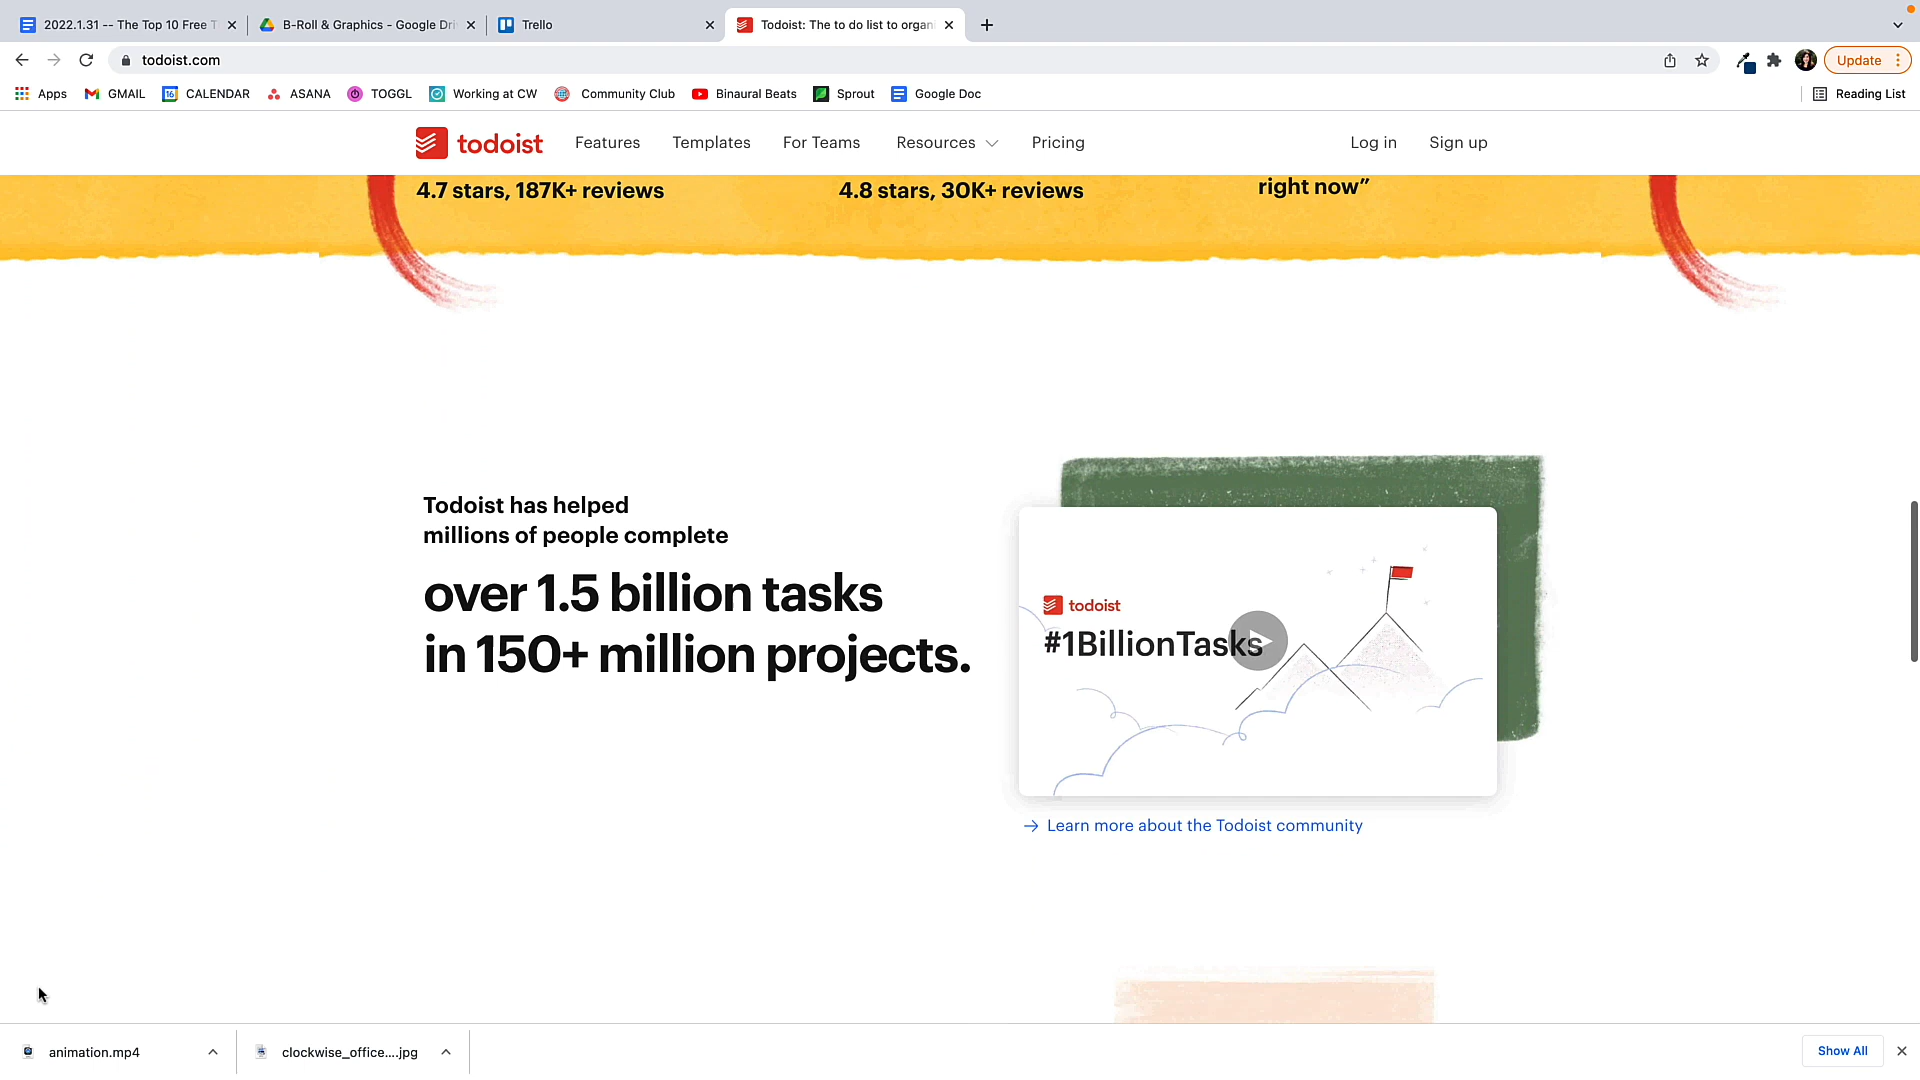 2022.1.31 -- The Top 10 Free T
B-Roll & Graphics - Google Dri
Trello
Todoist: The to do list to organi
todoist.com
Update
Apps
GMAIL
16
CALENDAR
ASANA
TOGGL
Working at CW
Community Club
Binaural Beats
Sprout
Google Doc
Reading List
todoist
Features
Templates
For Teams
Resources
Pricing
Log in
Sign up
4.7 stars, 187K+ reviews
4.8 stars, 30K+ reviews
right now”
Todoist has helped
millions of people complete
over 1.5 billion tasks
in 150+ million projects.
todoist
#1BillionTasks
Learn more about the Todoist community
animation.mp4
clockwise_office....jpg
Show All